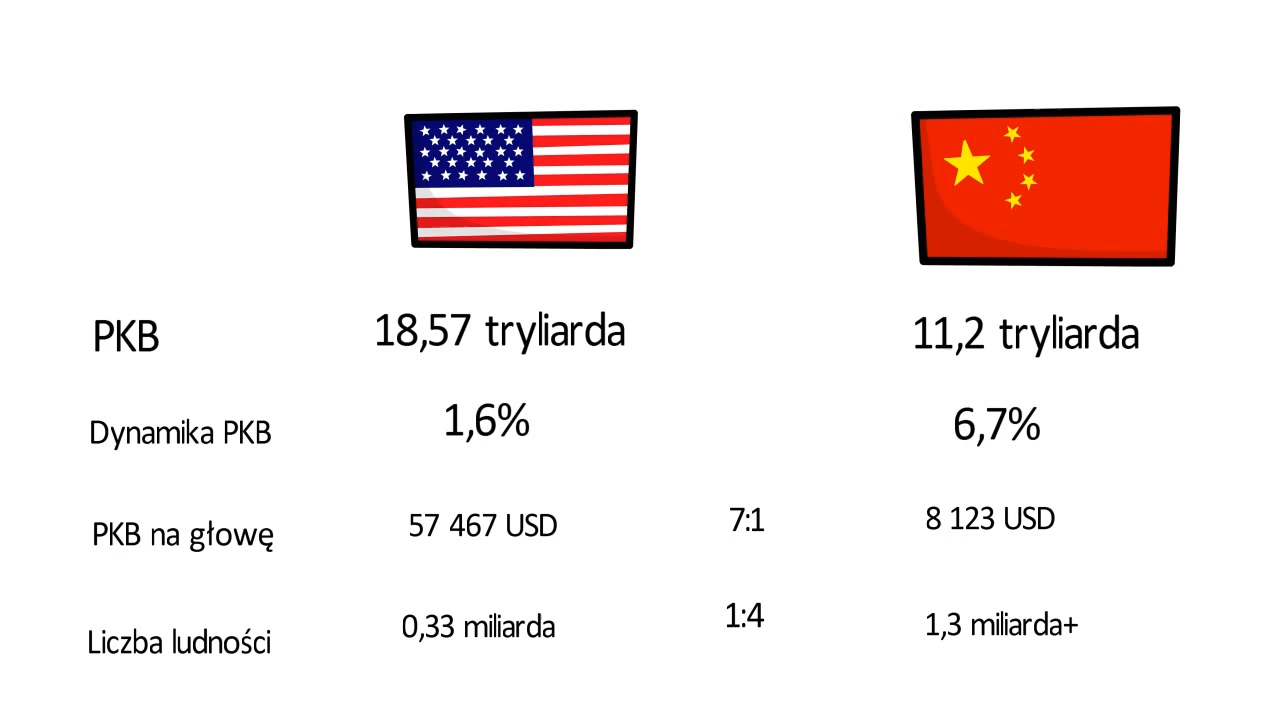 PKB 18,57 tryliarda 11,2 tryliarda
Dynamika PKB 1,6% 6,7%
PKB na głowę 57 467 USD 7:1 8 123 USD
Liczba ludności 0,33 miliarda 1:4 1,3 miliarda+